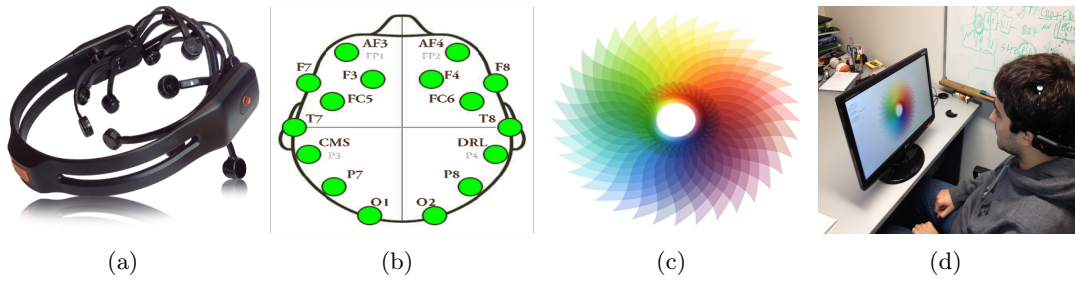 AF3 AF4
FP1 FP2
F7 F3 F4 F8
FC5 FC6
T7 T8
CMS DRL
P3 P4
P7 P8
O1 O2
(a) (b) (c) (d)